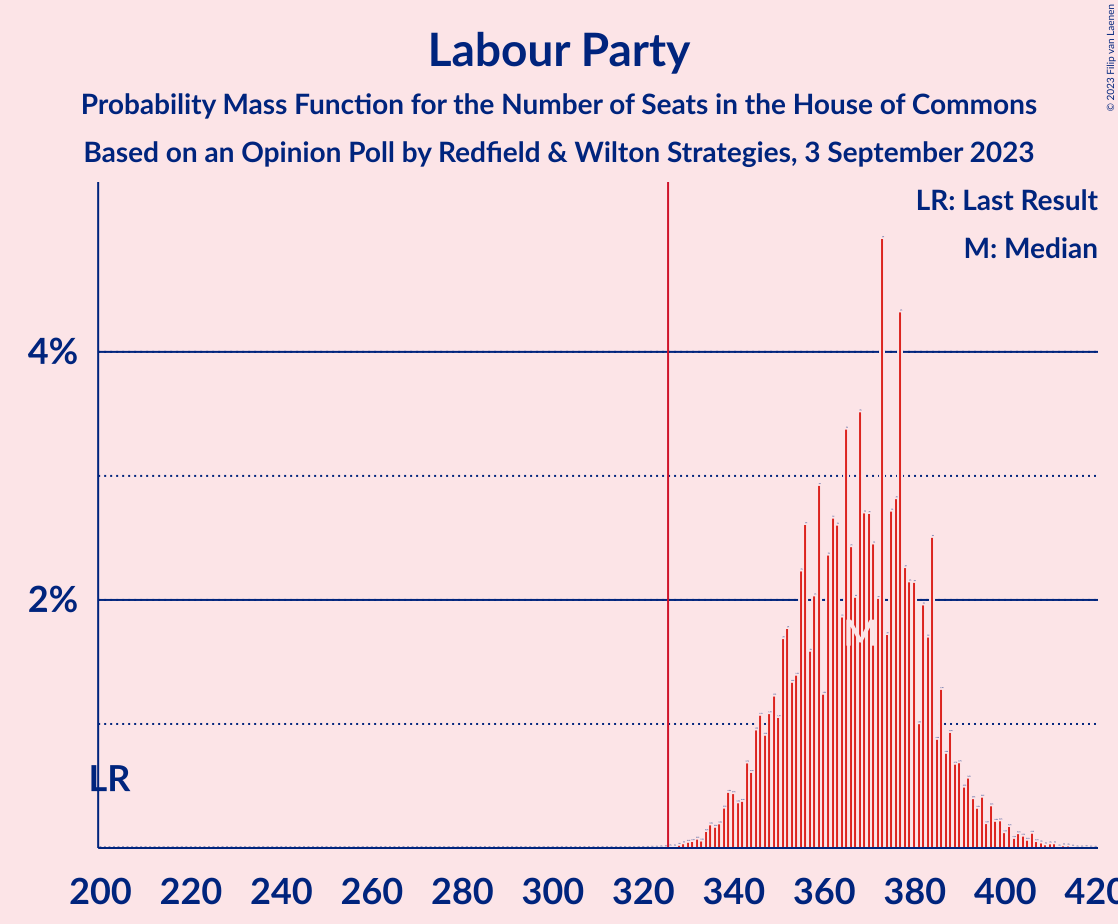 Labour Party
Probability Mass Function for the Number of Seats in the House of Commons
Based on an Opinion Poll by Redfield & Wilton Strategies, 3 September 2023
© 2023 Filip van Laenen
LR: Last Result
M: Median
4%
2%
LR
M
200 220 240 260 280 300 320 340 360 380 400 420